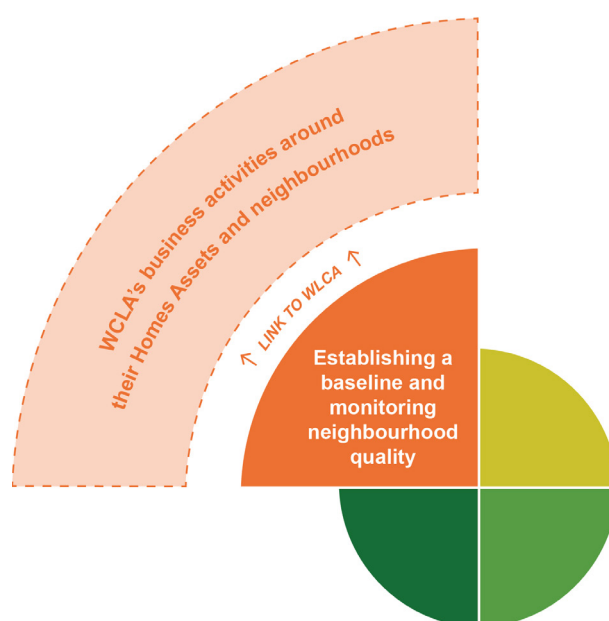 WCLA's business activities around
their Homes Assets and neighbourhoods
↑ LINK TO WLCA ↑
Establishing a
baseline and
monitoring
neighbourhood
quality